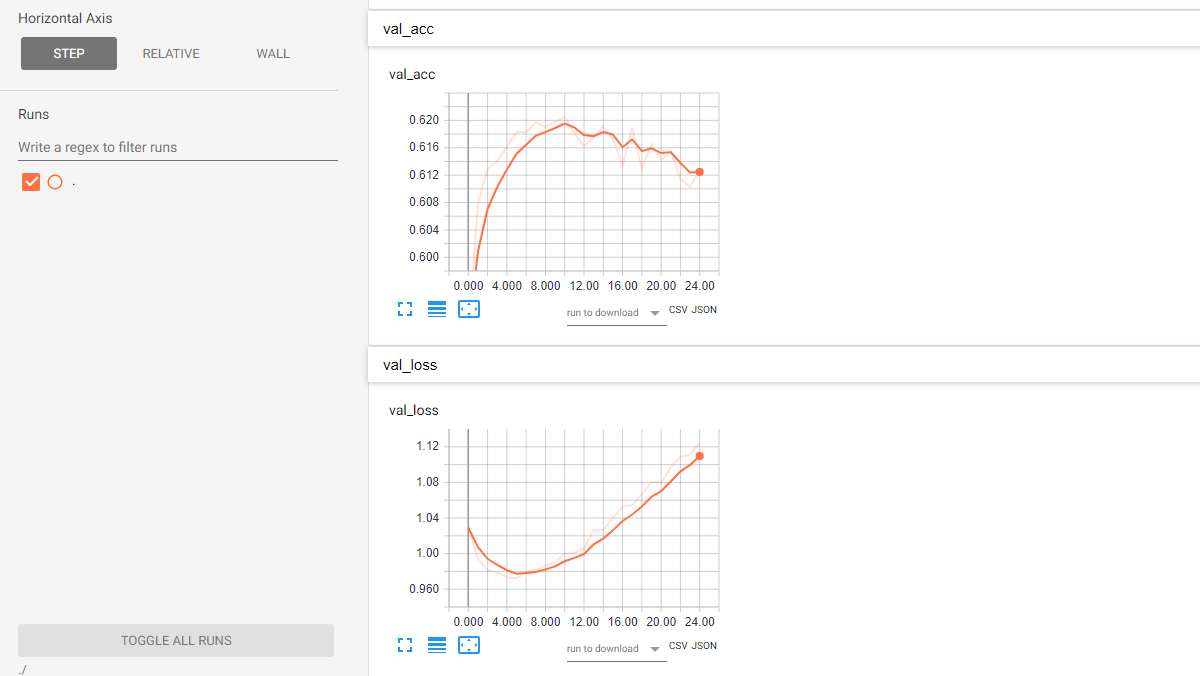 Horizontal Axis
STEP RELATIVE WALL
Runs
Write a regex to filter runs
.
TOGGLE ALL RUNS
./
val_acc
val_acc
0.620
0.616
0.612
0.608
0.604
0.600
0.000 4.000 8.000 12.00 16.00 20.00 24.00
run to download CSV JSON
val_loss
val_loss
1.12
1.08
1.04
1.00
0.960
0.000 4.000 8.000 12.00 16.00 20.00 24.00
run to download CSV JSON